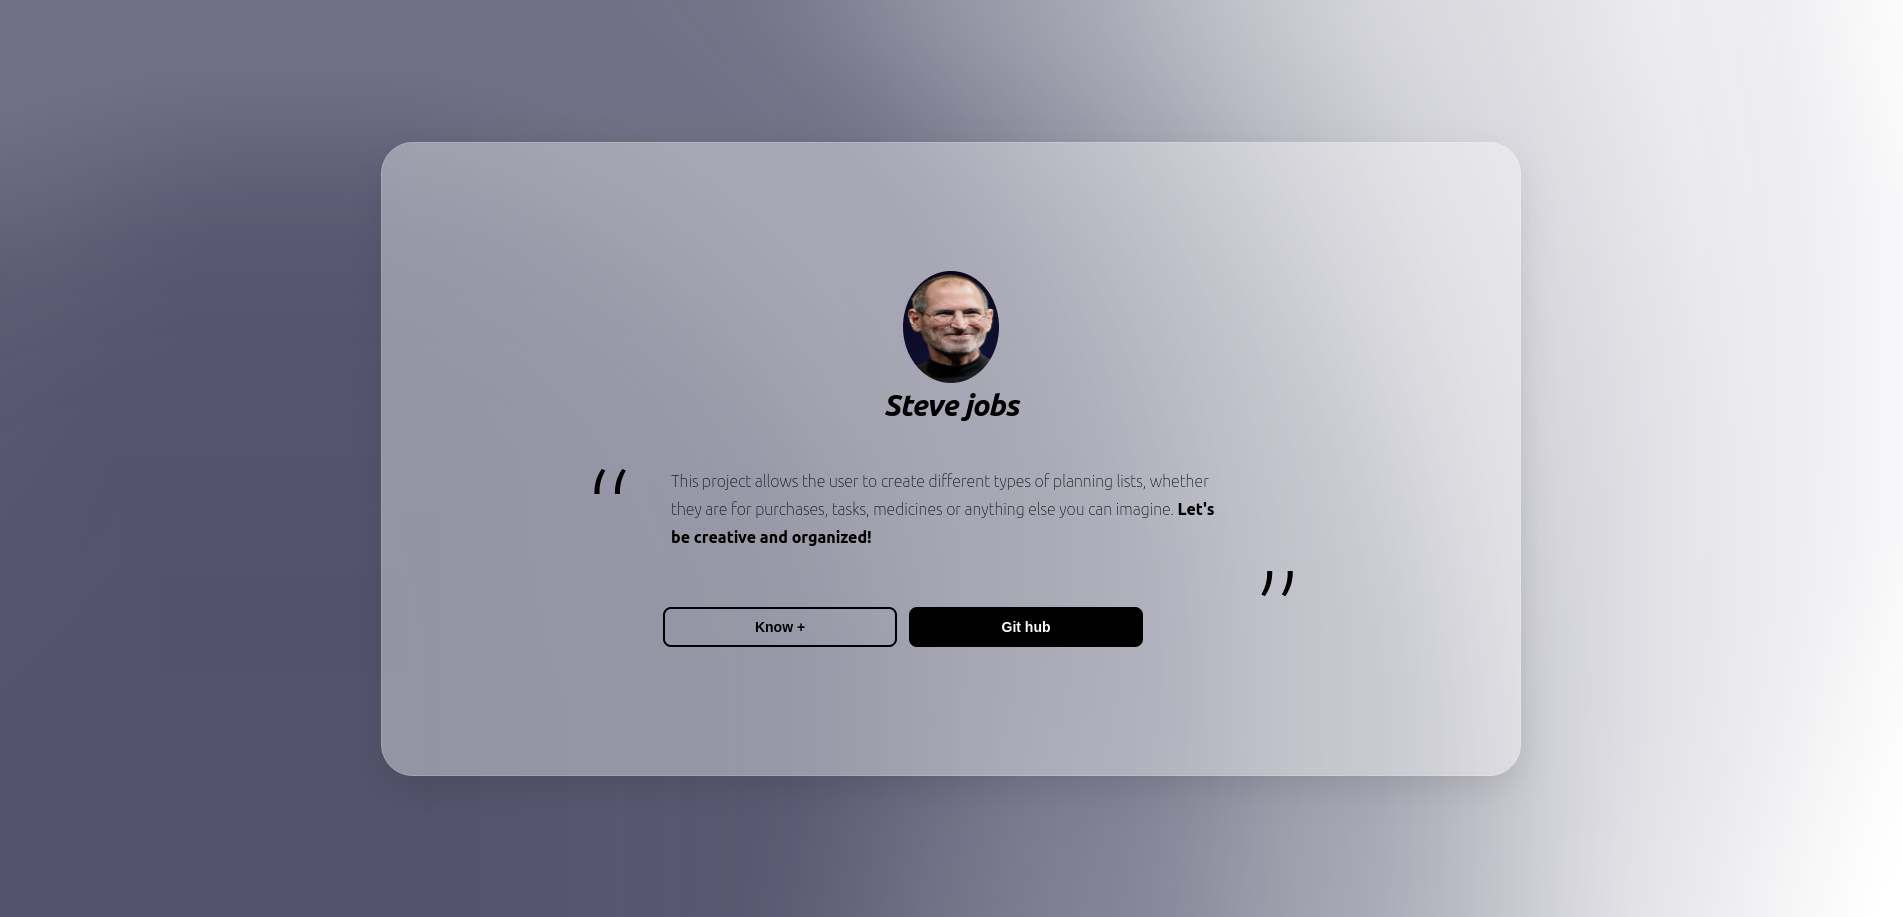 Steve jobs
“
This project allows the user to create different types of planning lists, whether
they are for purchases, tasks, medicines or anything else you can imagine. Let's
be creative and organized!
”
Know +
Git hub